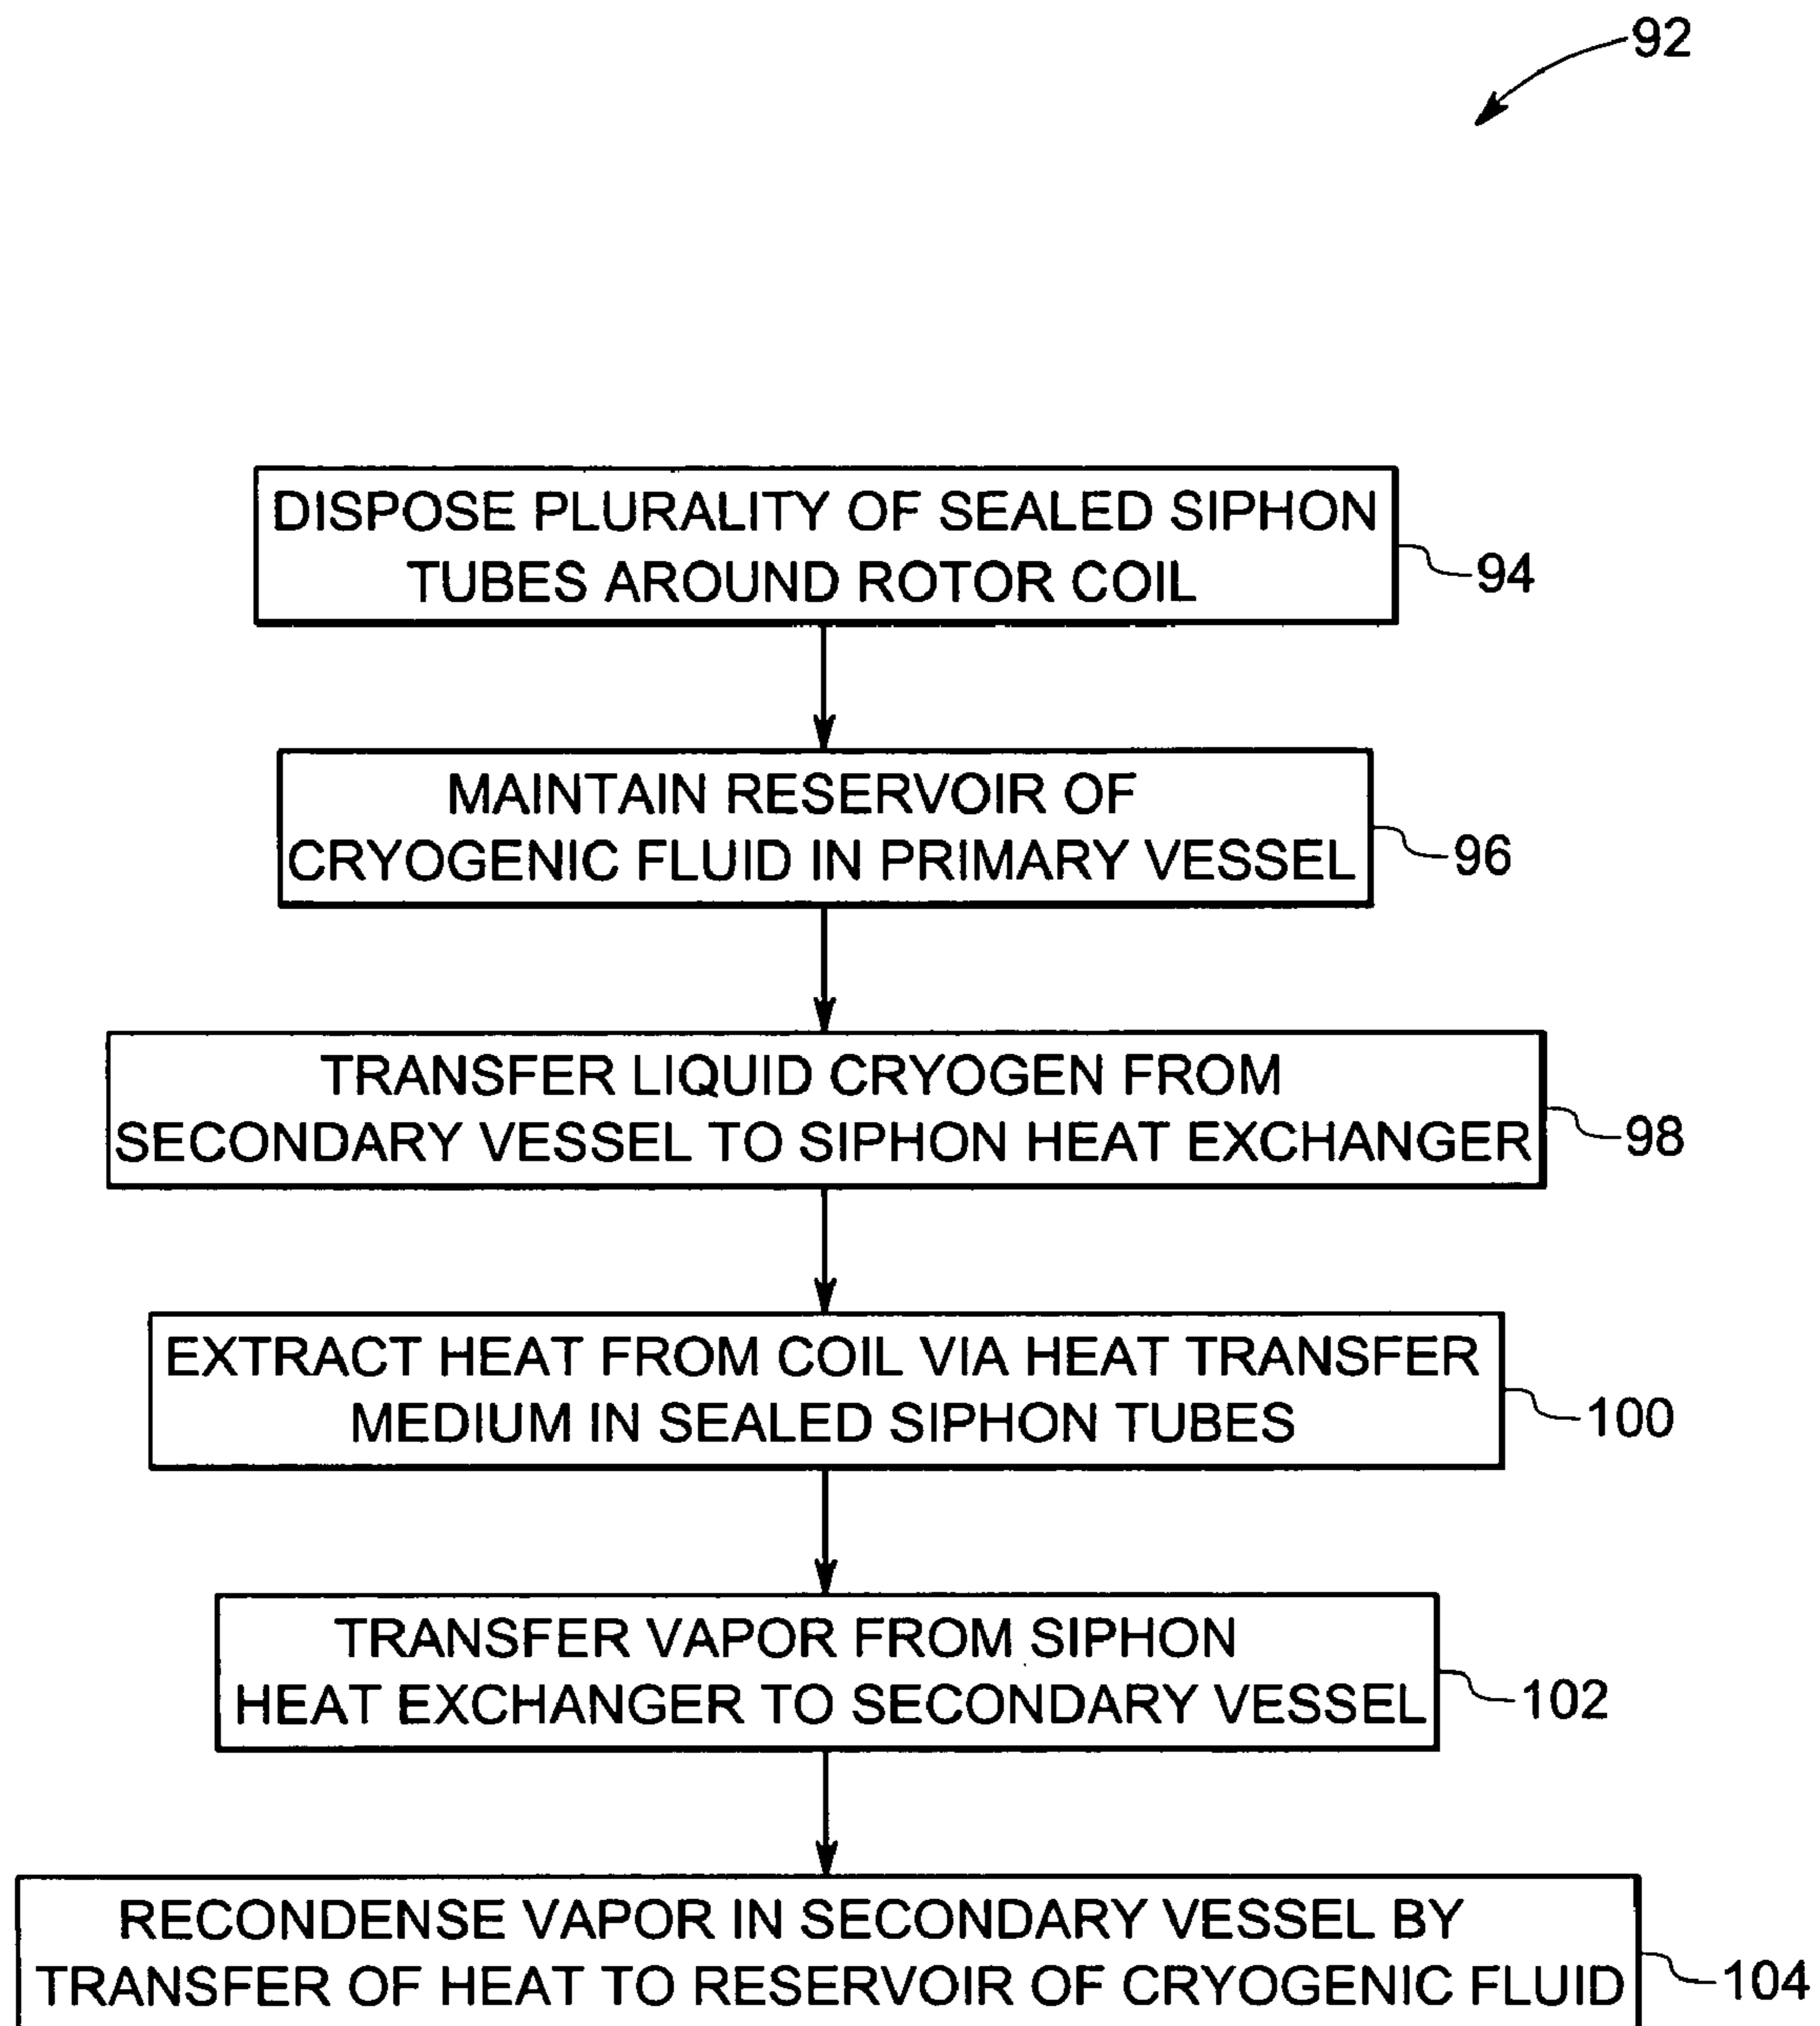 92
DISPOSE PLURALITY OF SEALED SIPHON
TUBES AROUND ROTOR COIL
94
MAINTAIN RESERVOIR OF
CRYOGENIC FLUID IN PRIMARY VESSEL
96
TRANSFER LIQUID CRYOGEN FROM
SECONDARY VESSEL TO SIPHON HEAT EXCHANGER
98
EXTRACT HEAT FROM COIL VIA HEAT TRANSFER
MEDIUM IN SEALED SIPHON TUBES
100
TRANSFER VAPOR FROM SIPHON
HEAT EXCHANGER TO SECONDARY VESSEL
102
RECONDENSE VAPOR IN SECONDARY VESSEL BY
TRANSFER OF HEAT TO RESERVOIR OF CRYOGENIC FLUID
104